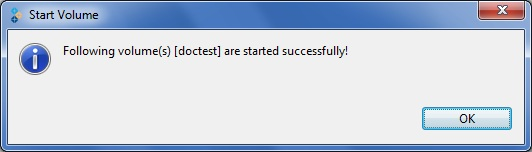 Start Volume
Following volume(s) [doctest] are started successfully!
OK